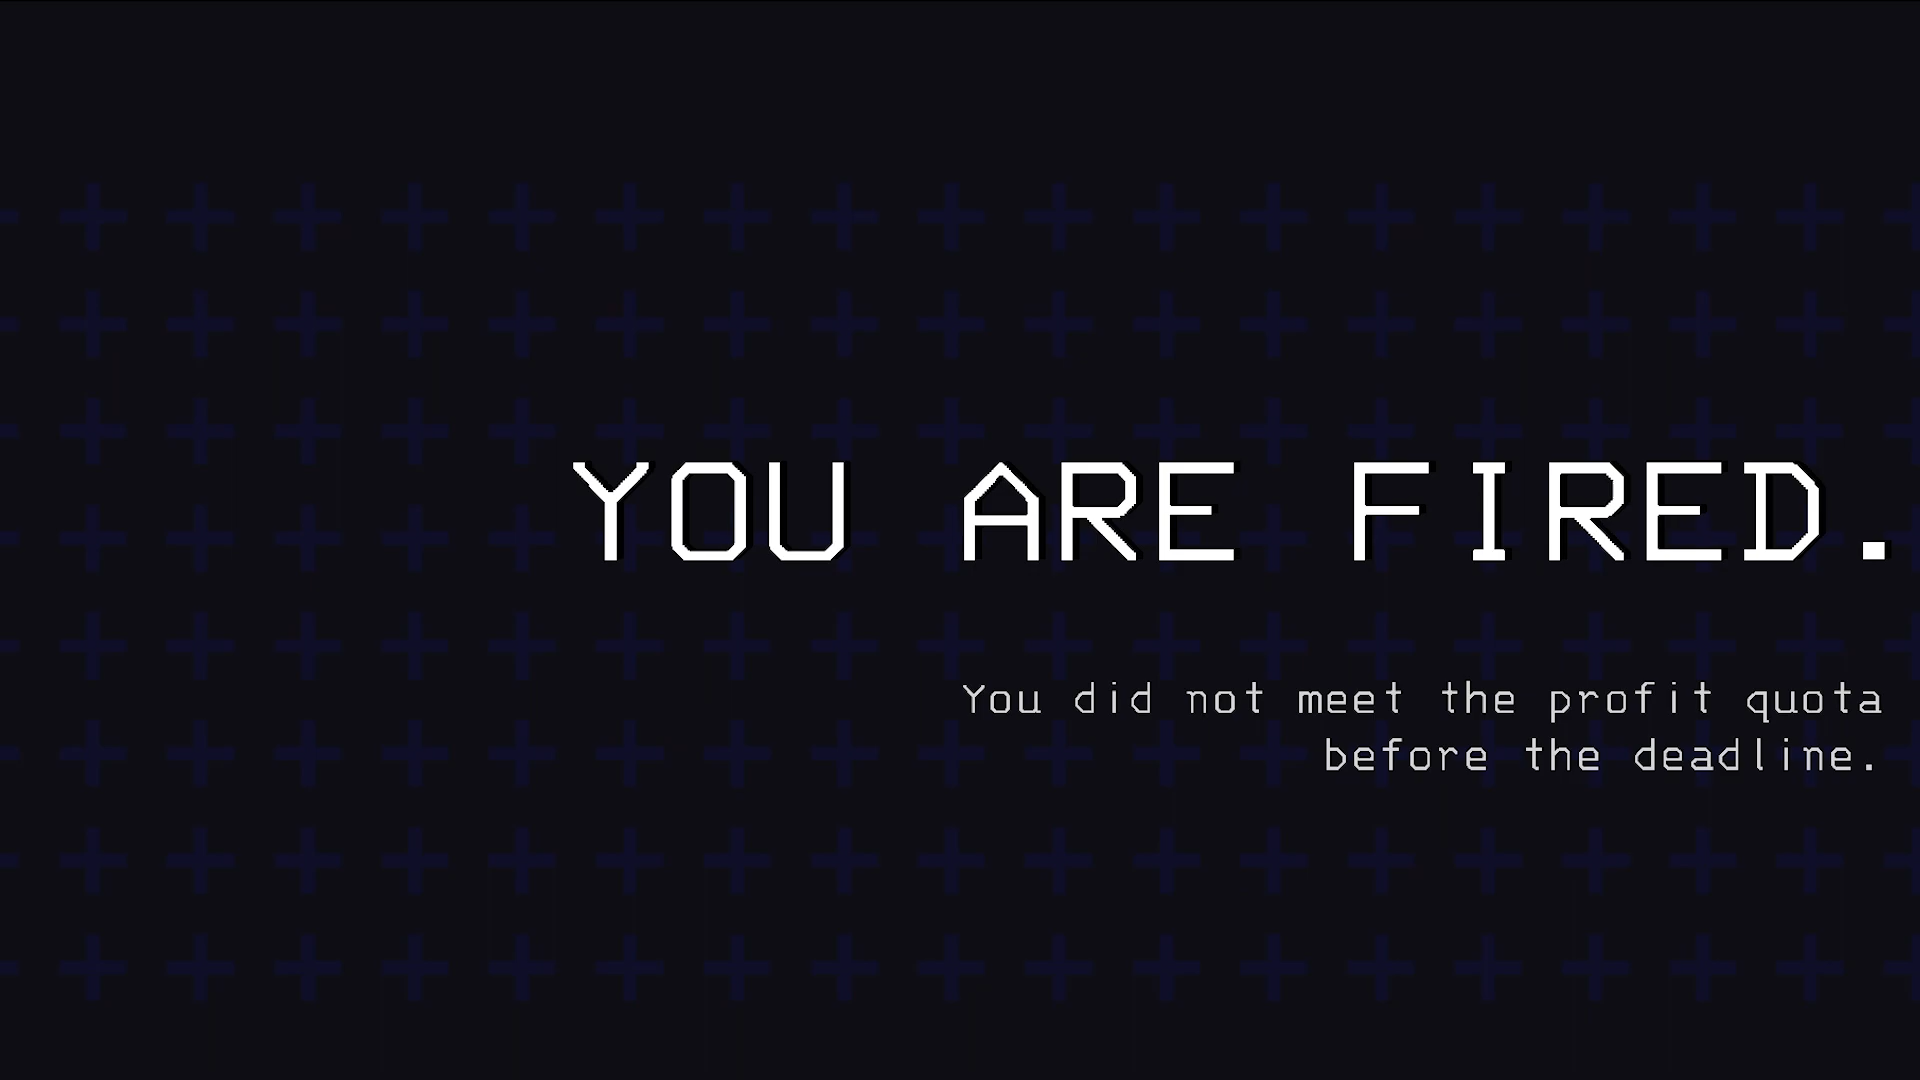 YOU ARE FIRED.
You did not meet the profit quota
before the deadline.